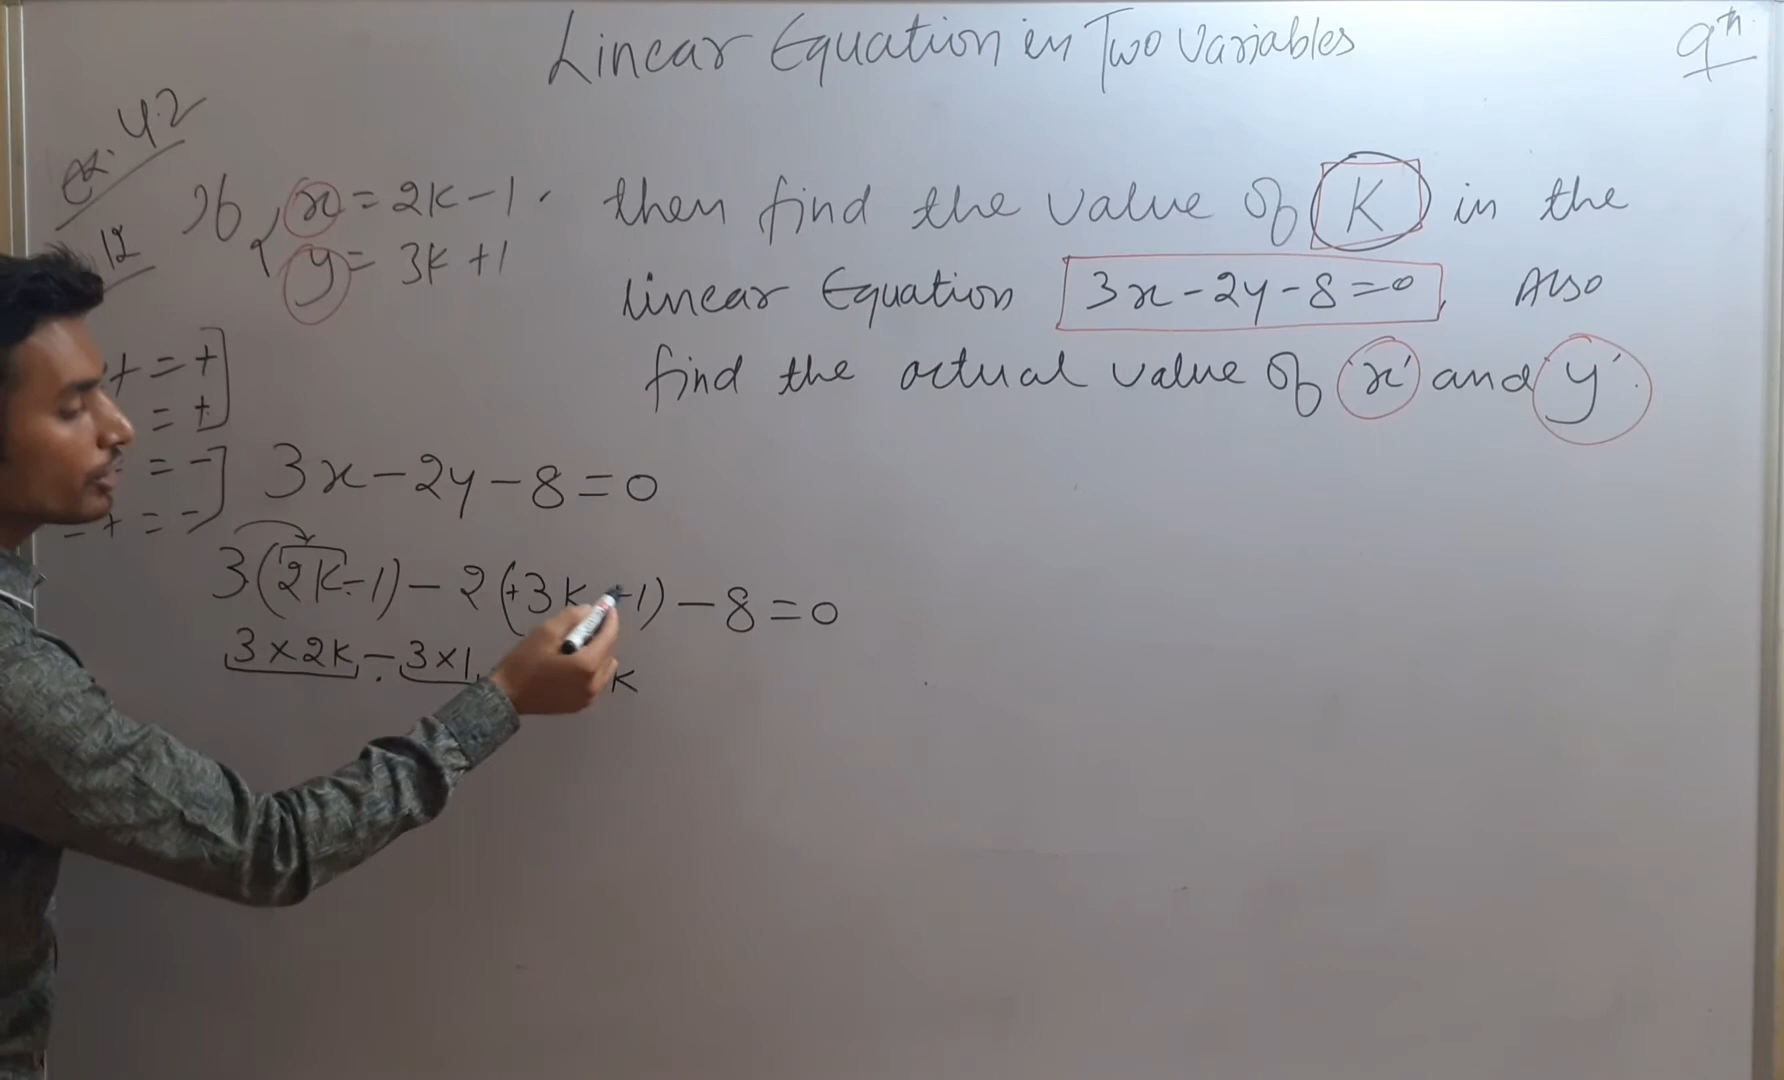 Linear Equation in Two Variables
9th
ex. 4.2
12
If, x = 2k - 1. then find the value of K in the
y = 3k + 1
linear Equation 3x - 2y - 8 = 0, Also
find the actual value of 'x' and 'y'.
+ = +
= +
= -
- + = -
3x - 2y - 8 = 0
3(2k - 1) - 2(+3k + 1) - 8 = 0
3 × 2k - 3 × 1 k